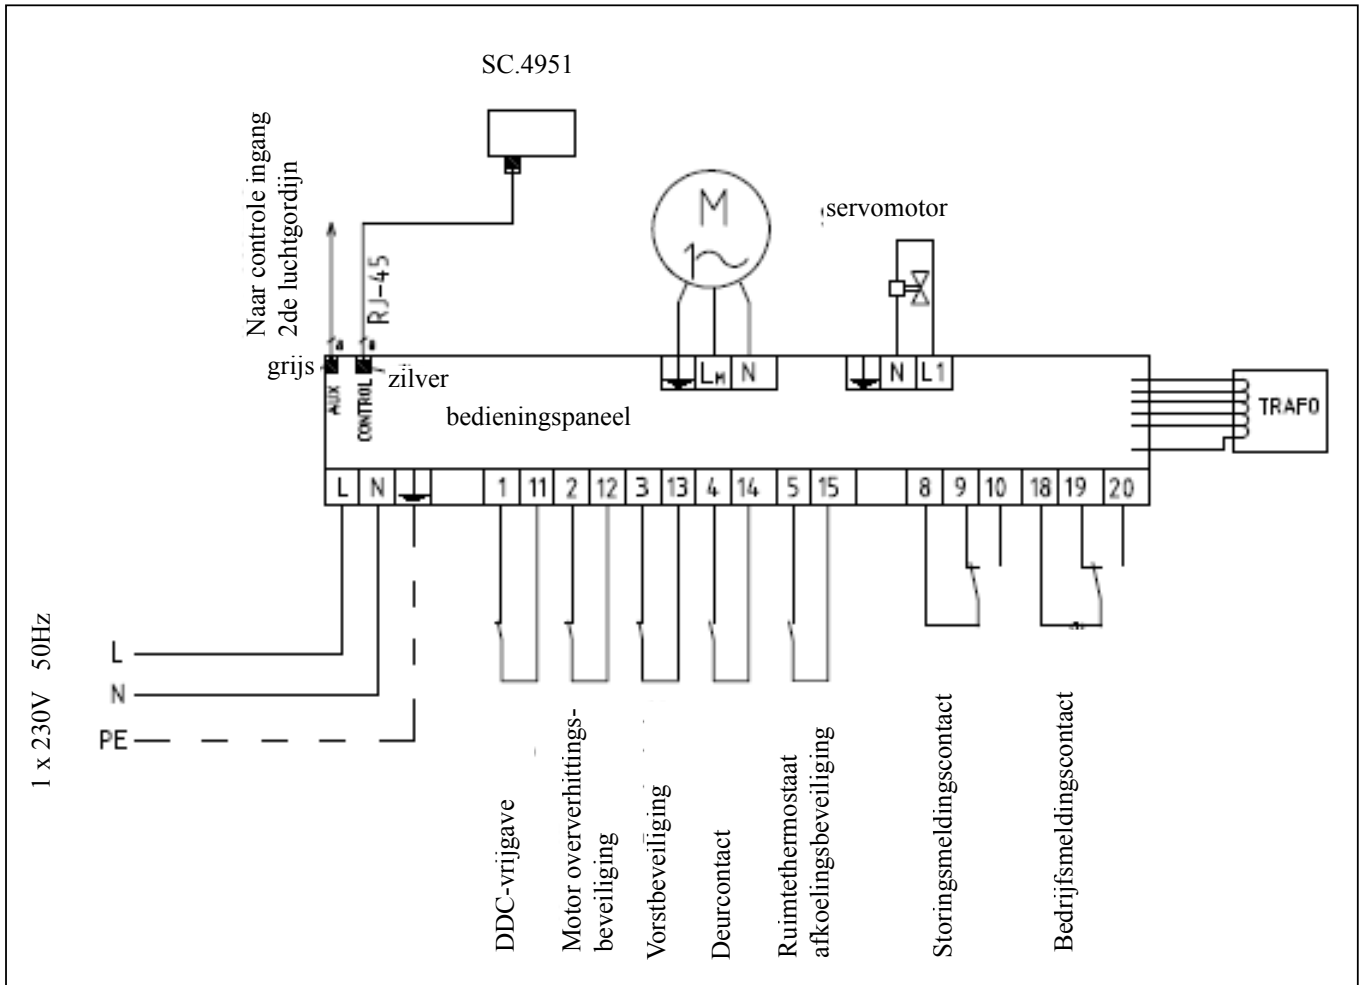 SC.4951
Naar controle ingang
2de luchtgordijn
RJ-45
M
1~
servomotor
grijs
zilver
AUX
CONTROL
LM N
N L1
bedieningspaneel
TRAFO
L N 1 11 2 12 3 13 4 14 5 15 8 9 10 18 19 20
1 x 230V 50Hz
L
N
PE
DDC-vrijgave
Motor oververhittings-
beveiliging
Vorstbeveiliging
Deurcontact
Ruimtethermostaat
afkoelingsbeveiliging
Storingsmeldingscontact
Bedrijfsmeldingscontact